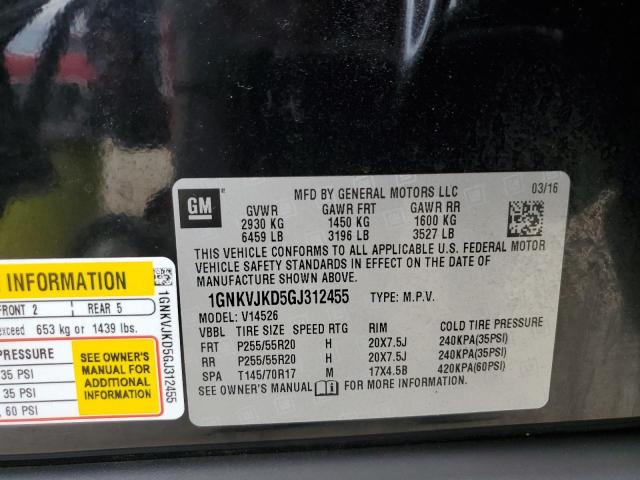 GM
MFD BY GENERAL MOTORS LLC 03/16
GVWR GAWR FRT GAWR RR
2930 KG 1450 KG 1600 KG
6459 LB 3196 LB 3527 LB
THIS VEHICLE CONFORMS TO ALL APPLICABLE U.S. FEDERAL MOTOR
VEHICLE SAFETY STANDARDS IN EFFECT ON THE DATE OF
MANUFACTURE SHOWN ABOVE.
1GNKVJKD5GJ312455 TYPE: M.P.V.
MODEL: V14526
VBBL TIRE SIZE SPEED RTG RIM COLD TIRE PRESSURE
FRT P255/55R20 H 20X7.5J 240KPA(35PSI)
RR P255/55R20 H 20X7.5J 240KPA(35PSI)
SPA T145/70R17 M 17X4.5B 420KPA(60PSI)
SEE OWNER'S MANUAL FOR MORE INFORMATION.
INFORMATION
FRONT 2 REAR 5
exceed 653 kg or 1439 lbs.
PRESSURE
35 PSI
35 PSI
60 PSI
SEE OWNER'S
MANUAL FOR
ADDITIONAL
INFORMATION
1GNKVJKD5GJ312455